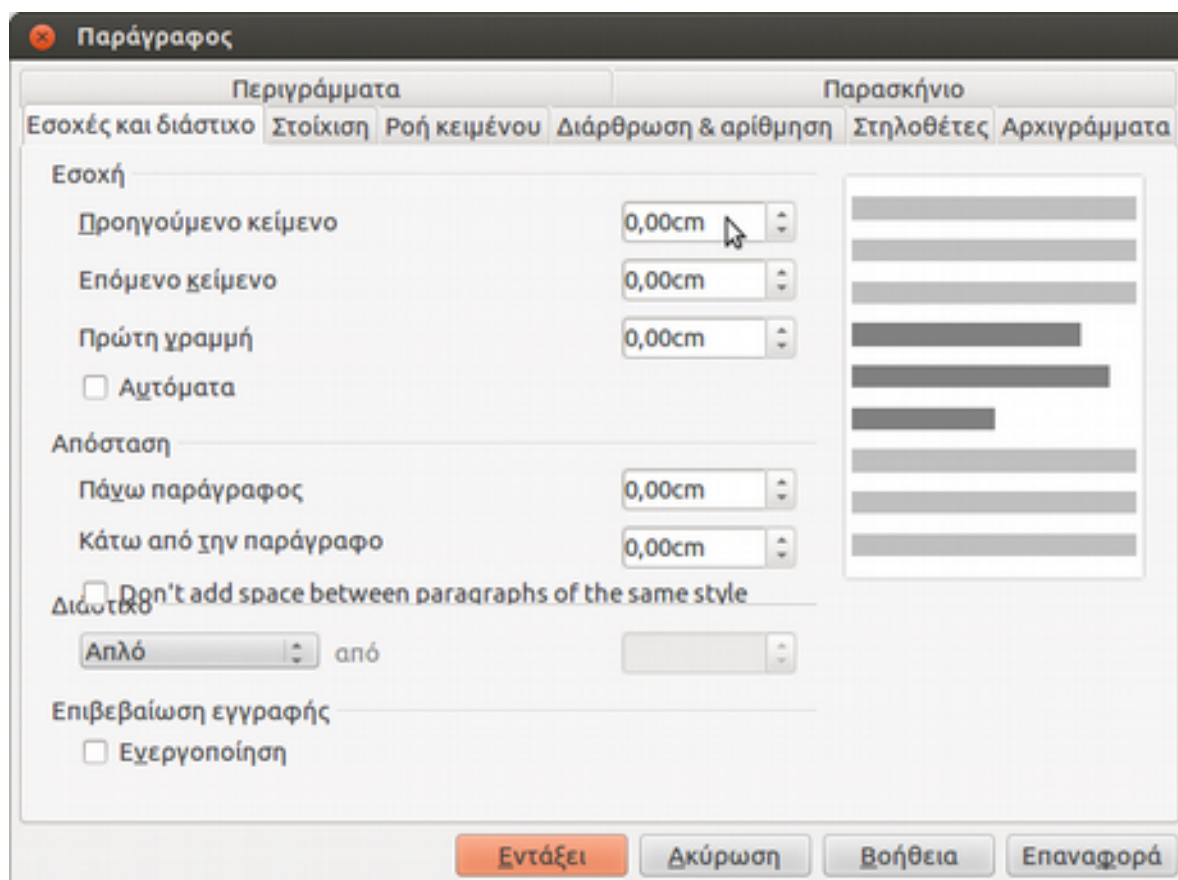 Παράγραφος
Περιγράμματα Παρασκήνιο
Εσοχές και διάστιχο Στοίχιση Ροή κειμένου Διάρθρωση & αρίθμηση Στηλοθέτες Αρχιγράμματα
Εσοχή
Προηγούμενο κείμενο 0,00cm
Επόμενο κείμενο 0,00cm
Πρώτη γραμμή 0,00cm
Αυτόματα
Απόσταση
Πάνω παράγραφος 0,00cm
Κάτω από την παράγραφο 0,00cm
Don't add space between paragraphs of the same style
Διάστιχο
Απλό από
Επιβεβαίωση εγγραφής
Ενεργοποίηση
Εντάξει Ακύρωση Βοήθεια Επαναφορά